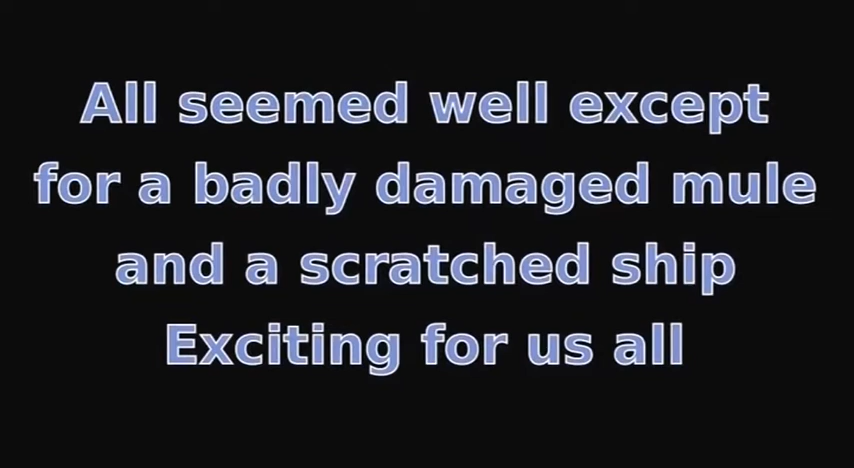 All seemed well except
for a badly damaged mule
and a scratched ship
Exciting for us all